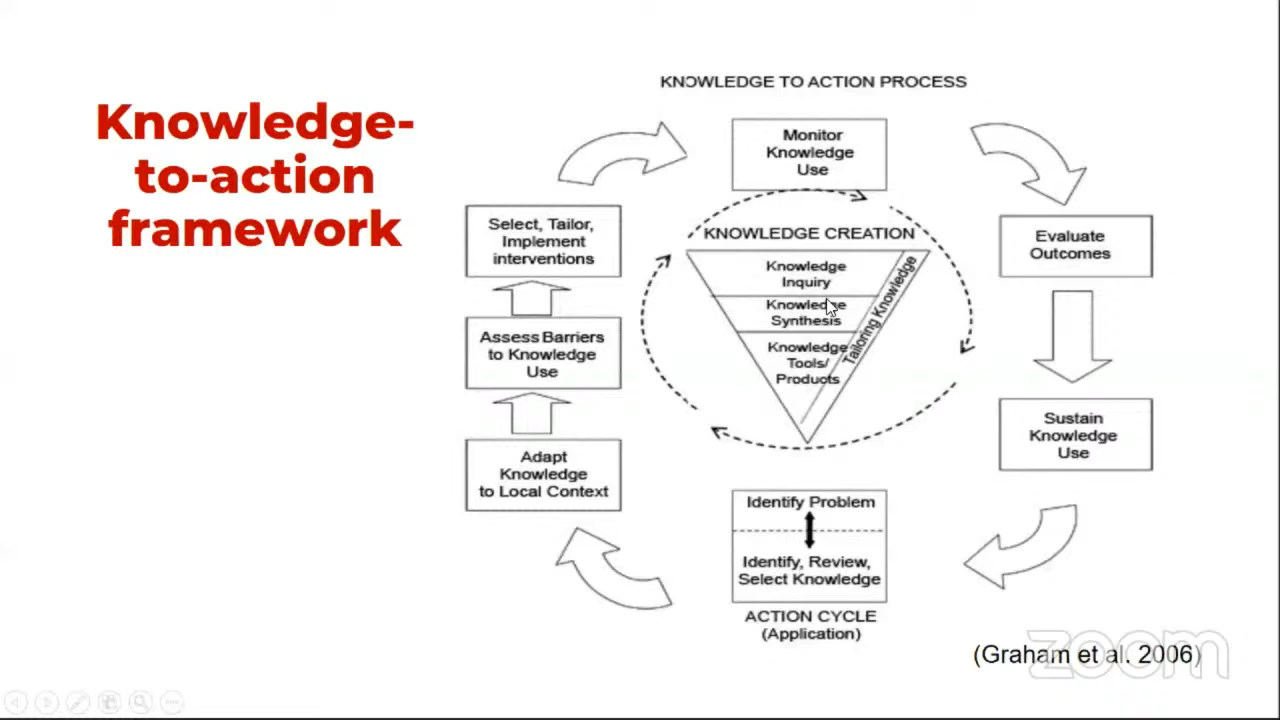 Knowledge-
to-action
framework
KNOWLEDGE TO ACTION PROCESS
Monitor
Knowledge
Use
Select, Tailor,
Implement
interventions
Evaluate
Outcomes
KNOWLEDGE CREATION
Knowledge
Inquiry
Knowledge
Synthesis
Knowledge
Tools/
Products
Tailoring Knowledge
Assess Barriers
to Knowledge
Use
Sustain
Knowledge
Use
Adapt
Knowledge
to Local Context
Identify Problem
Identify, Review,
Select Knowledge
ACTION CYCLE
(Application)
(Graham et al. 2006)
zoom